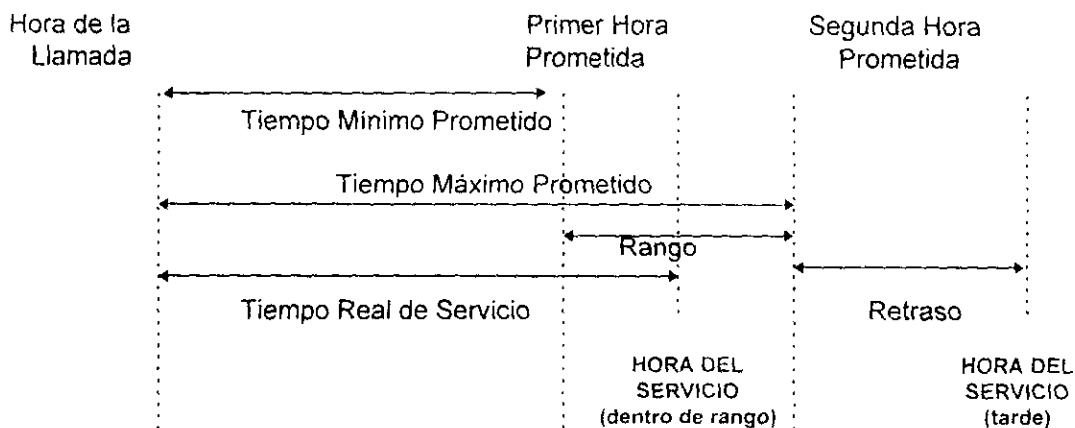 Hora de la
Llamada
Primer Hora
Prometida
Segunda Hora
Prometida
Tiempo Mínimo Prometido
Tiempo Máximo Prometido
Rango
Tiempo Real de Servicio
Retraso
HORA DEL
SERVICIO
(dentro de rango)
HORA DEL
SERVICIO
(tarde)